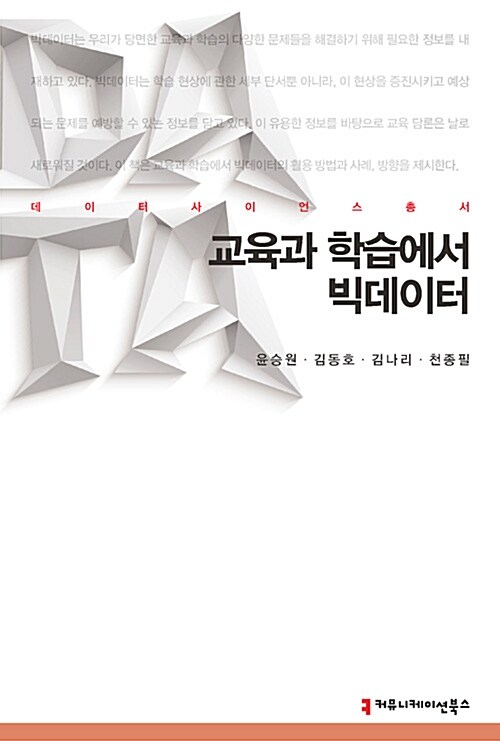 빅데이터는 우리가 당면한 교육과 학습의 다양한 문제들을 해결하기 위해 필요한 정보를 내
재하고 있다. 빅데이터는 학습 현상에 관한 세부 단서뿐 아니라, 이 현상을 증진시키고 예상
되는 문제를 예방할 수 있는 정보를 담고 있다. 이 유용한 정보를 바탕으로 교육 담론은 날로
새로워질 것이다. 이 책은 교육과 학습에서 빅데이터의 활용 방법과 사례, 방향을 제시한다.
DA
데이터사이언스총서
TA
교육과 학습에서
빅데이터
윤승원 · 김동호 · 김나리 · 천종필
커뮤니케이션북스